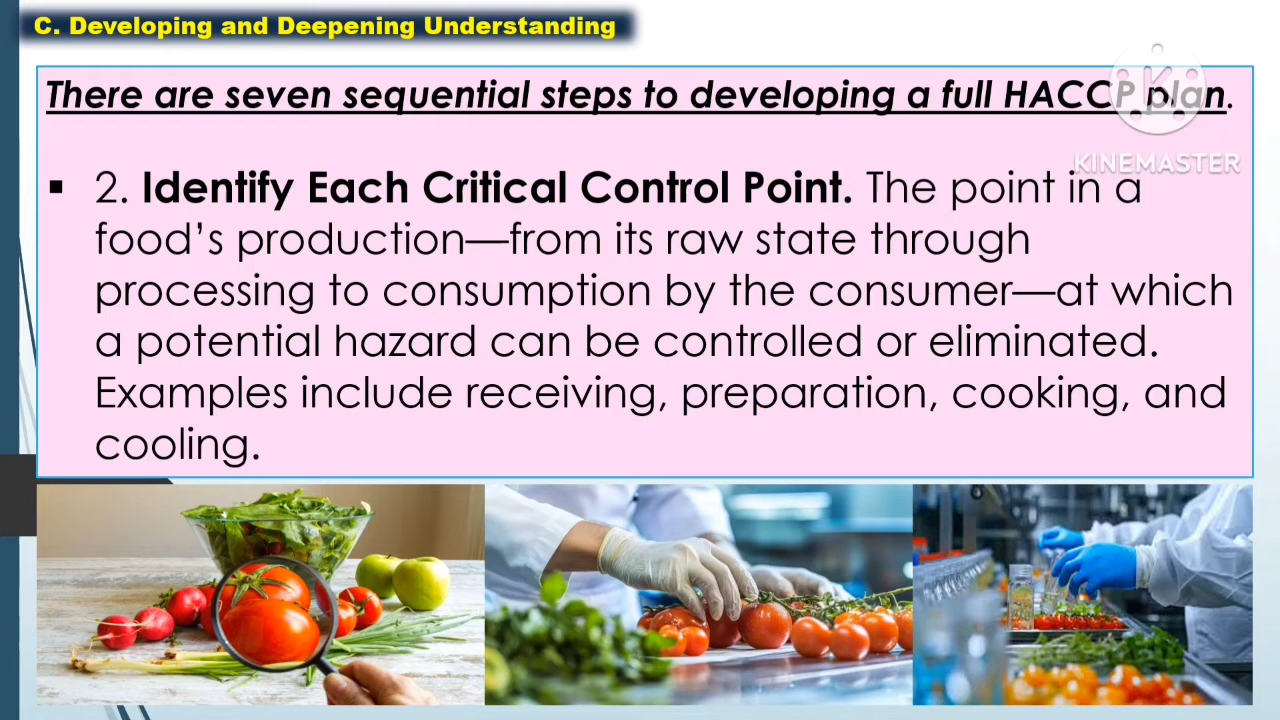 C. Developing and Deepening Understanding
There are seven sequential steps to developing a full HACCP plan.
KINEMASTER
▪ 2. Identify Each Critical Control Point. The point in a
food’s production—from its raw state through
processing to consumption by the consumer—at which
a potential hazard can be controlled or eliminated.
Examples include receiving, preparation, cooking, and
cooling.